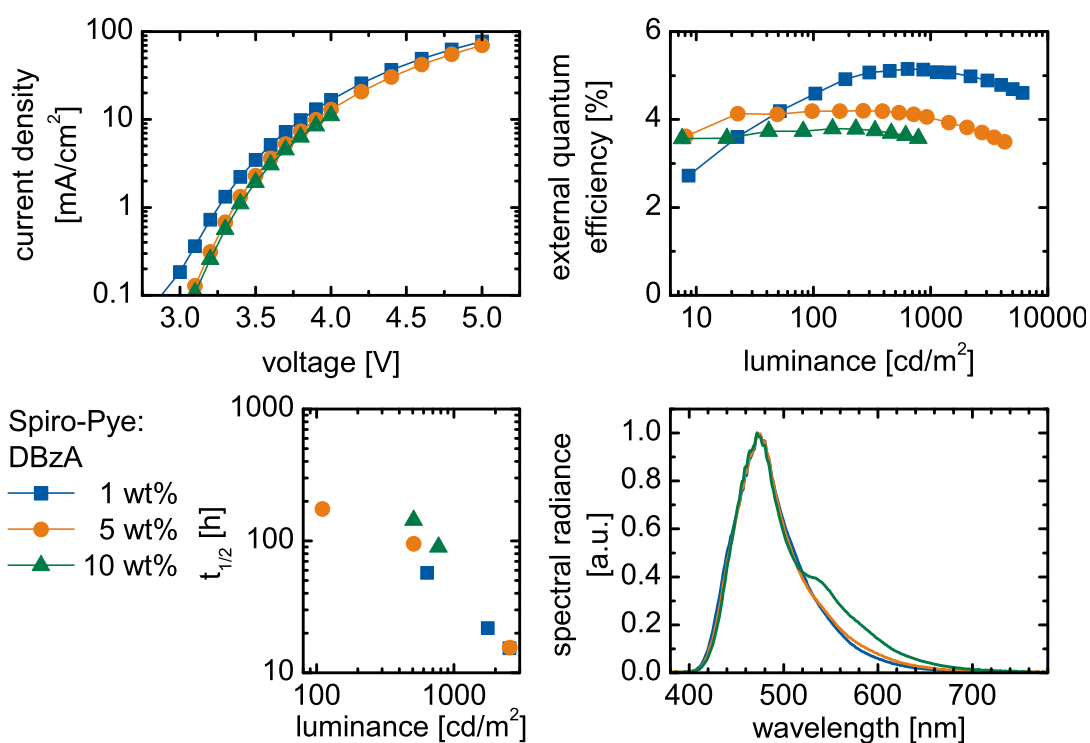 100
10
1
0.1
current density
[mA/cm²]
3.0 3.5 4.0 4.5 5.0
voltage [V]
6
4
2
0
external quantum
efficiency [%]
10 100 1000 10000
luminance [cd/m²]
Spiro-Pye:
DBzA
1 wt%
5 wt%
10 wt%
1000
100
10
t1/2 [h]
100 1000
luminance [cd/m²]
1.0
0.8
0.6
0.4
0.2
0.0
spectral radiance
[a.u.]
400 500 600 700
wavelength [nm]